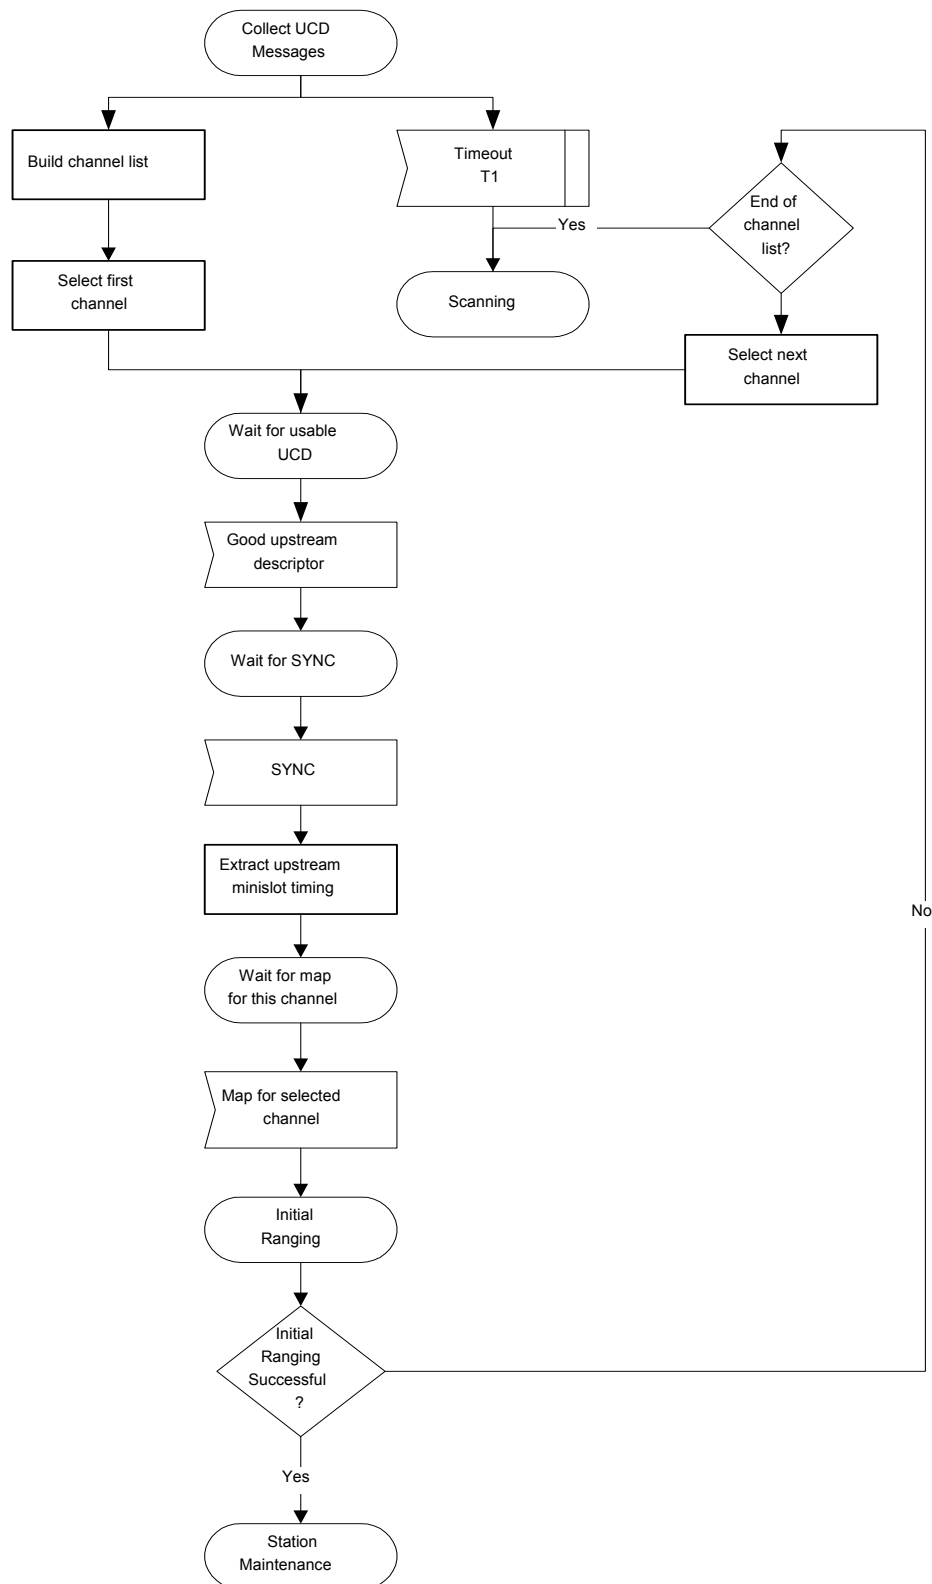 Collect UCD
Messages
Build channel list
Timeout
T1
End of
channel
list?
Yes
Select first
channel
Scanning
Select next
channel
Wait for usable
UCD
Good upstream
descriptor
Wait for SYNC
SYNC
Extract upstream
minislot timing
No
Wait for map
for this channel
Map for selected
channel
Initial
Ranging
Initial
Ranging
Successful
?
Yes
Station
Maintenance